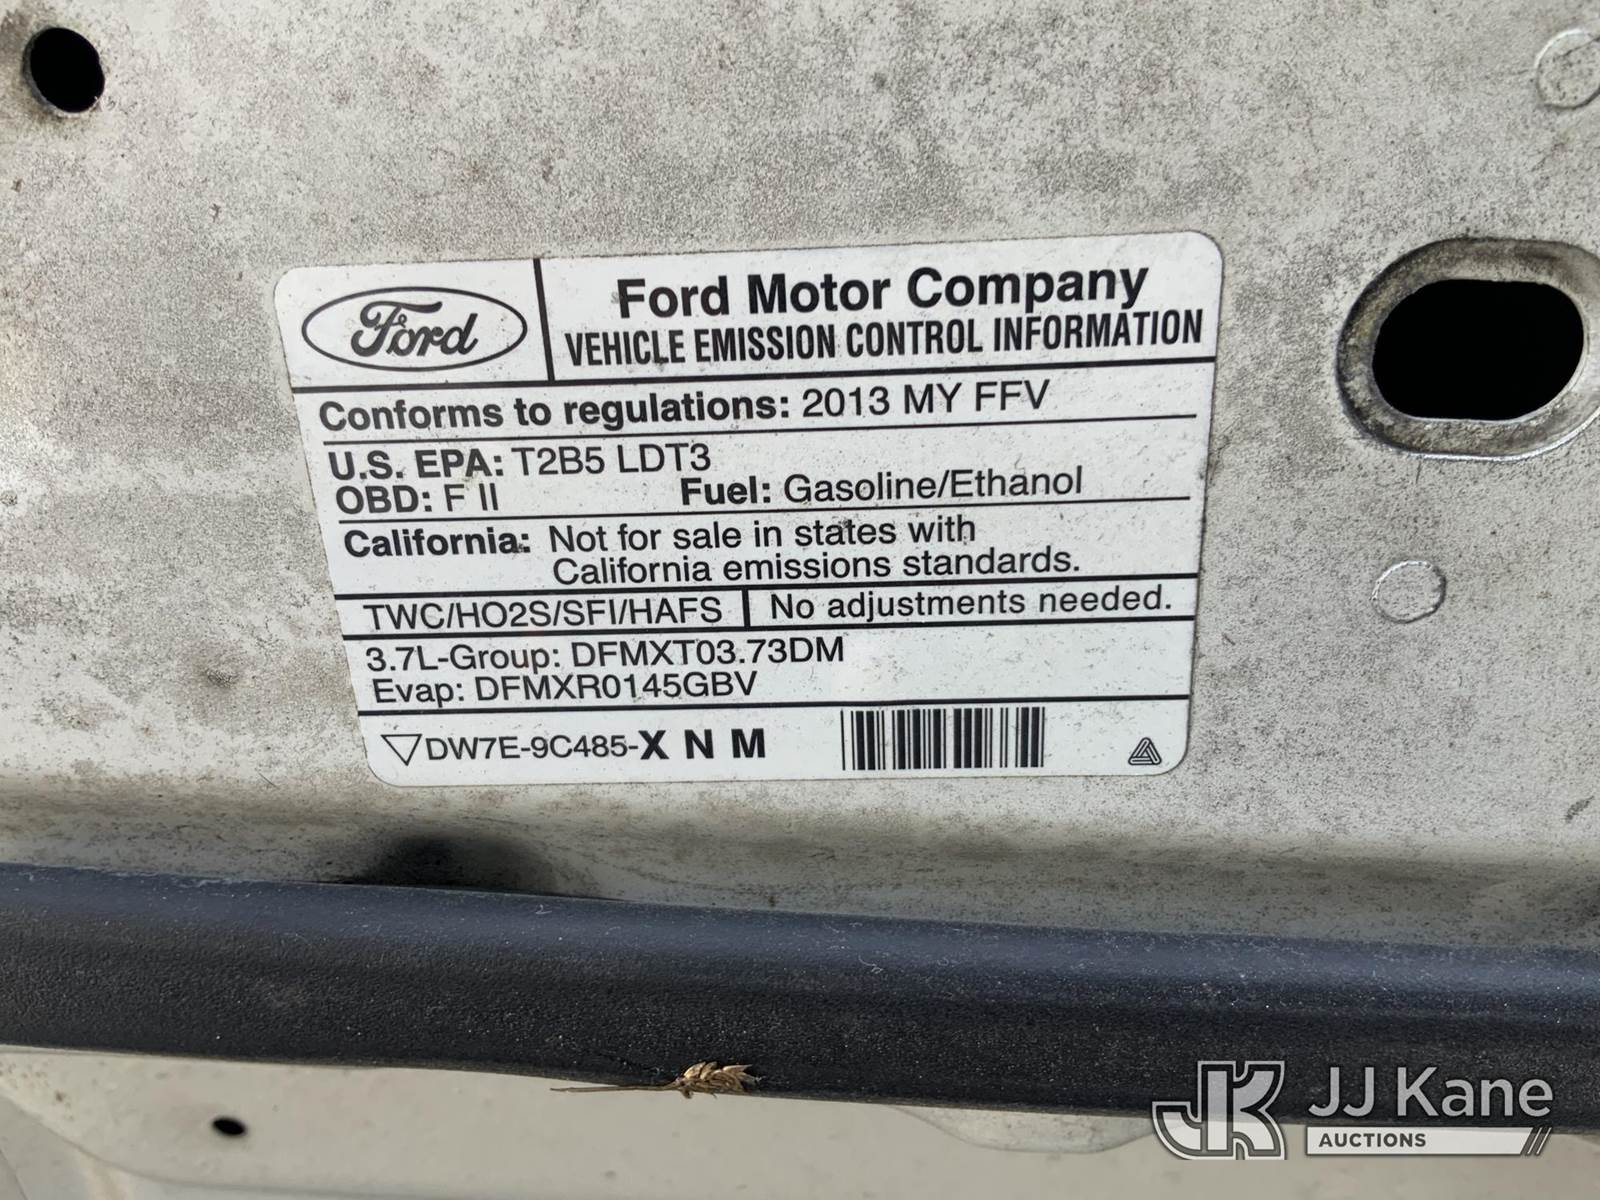 Ford
Ford Motor Company
VEHICLE EMISSION CONTROL INFORMATION
Conforms to regulations: 2013 MY FFV
U.S. EPA: T2B5 LDT3
OBD: F II Fuel: Gasoline/Ethanol
California: Not for sale in states with
California emissions standards.
TWC/HO2S/SFI/HAFS No adjustments needed.
3.7L-Group: DFMXT03.73DM
Evap: DFMXR0145GBV
DW7E-9C485-X N M
JK JJ Kane
AUCTIONS